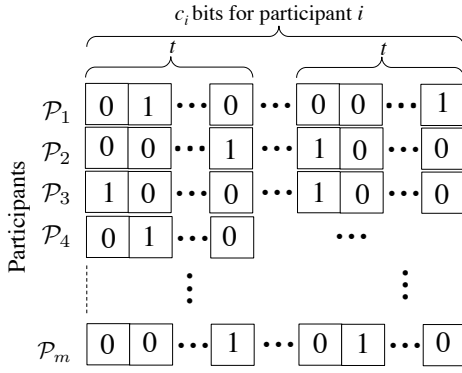 c_i bits for participant i
t t
P_1 0 1 ... 0 ... 0 0 ... 1
P_2 0 0 ... 1 ... 1 0 ... 0
P_3 1 0 ... 0 ... 1 0 ... 0
P_4 0 1 ... 0 ...
P_m 0 0 ... 1 ... 0 1 ... 0
Participants